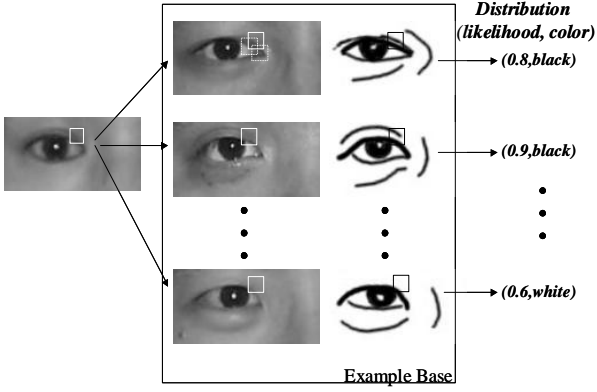 Distribution
(likelihood, color)
(0.8,black)
(0.9,black)
(0.6,white)
Example Base